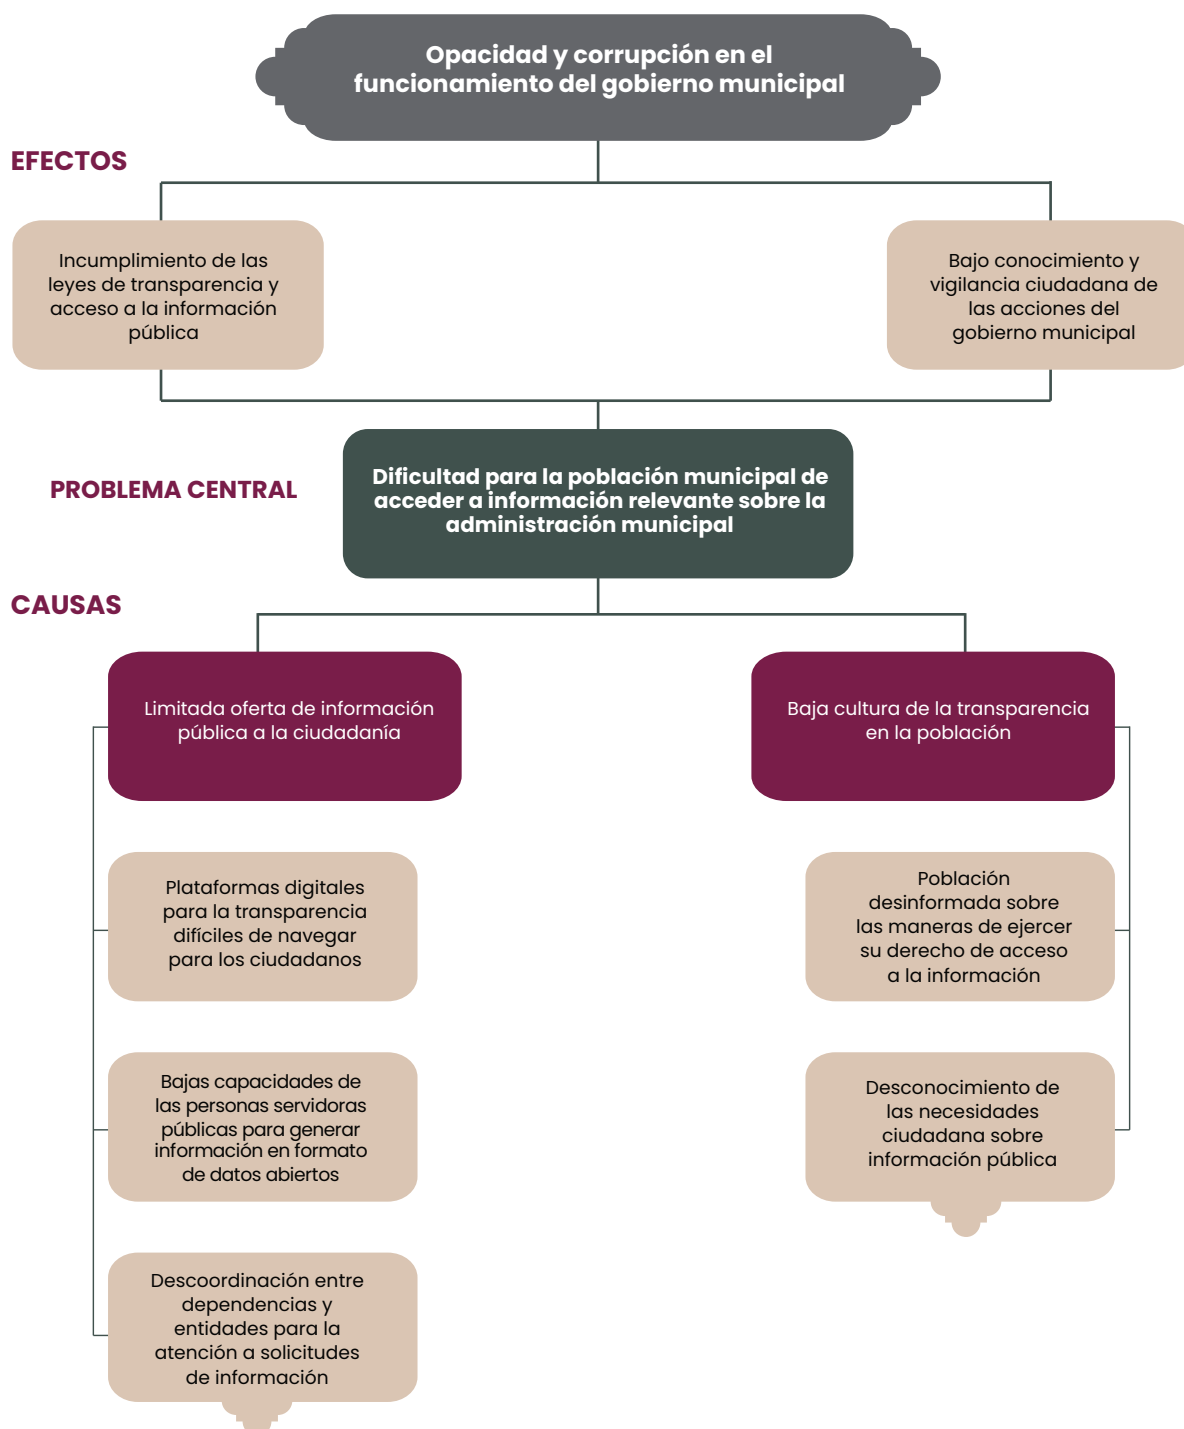 Opacidad y corrupción en el
funcionamiento del gobierno municipal
EFECTOS
Incumplimiento de las
leyes de transparencia y
acceso a la información
pública
Bajo conocimiento y
vigilancia ciudadana de
las acciones del
gobierno municipal
PROBLEMA CENTRAL
Dificultad para la población municipal de
acceder a información relevante sobre la
administración municipal
CAUSAS
Limitada oferta de información
pública a la ciudadanía
Plataformas digitales
para la transparencia
difíciles de navegar
para los ciudadanos
Bajas capacidades de
las personas servidoras
públicas para generar
información en formato
de datos abiertos
Descoordinación entre
dependencias y
entidades para la
atención a solicitudes
de información
Baja cultura de la transparencia
en la población
Población
desinformada sobre
las maneras de ejercer
su derecho de acceso
a la información
Desconocimiento de
las necesidades
ciudadana sobre
información pública